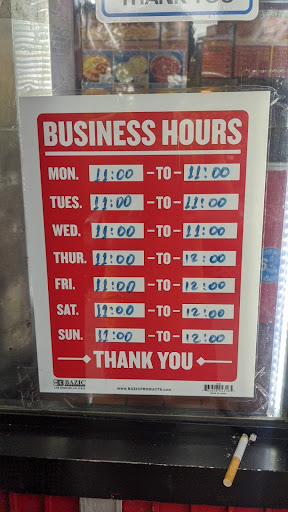 THANK YOU
BUSINESS HOURS
MON. 11:00 -TO- 11:00
TUES. 11:00 -TO- 11:00
WED. 11:00 -TO- 11:00
THUR. 11:00 -TO- 12:00
FRI. 11:00 -TO- 12:00
SAT. 11:00 -TO- 12:00
SUN. 11:00 -TO- 12:00
THANK YOU
BAZIC
www.BAZICPRODUCTS.com